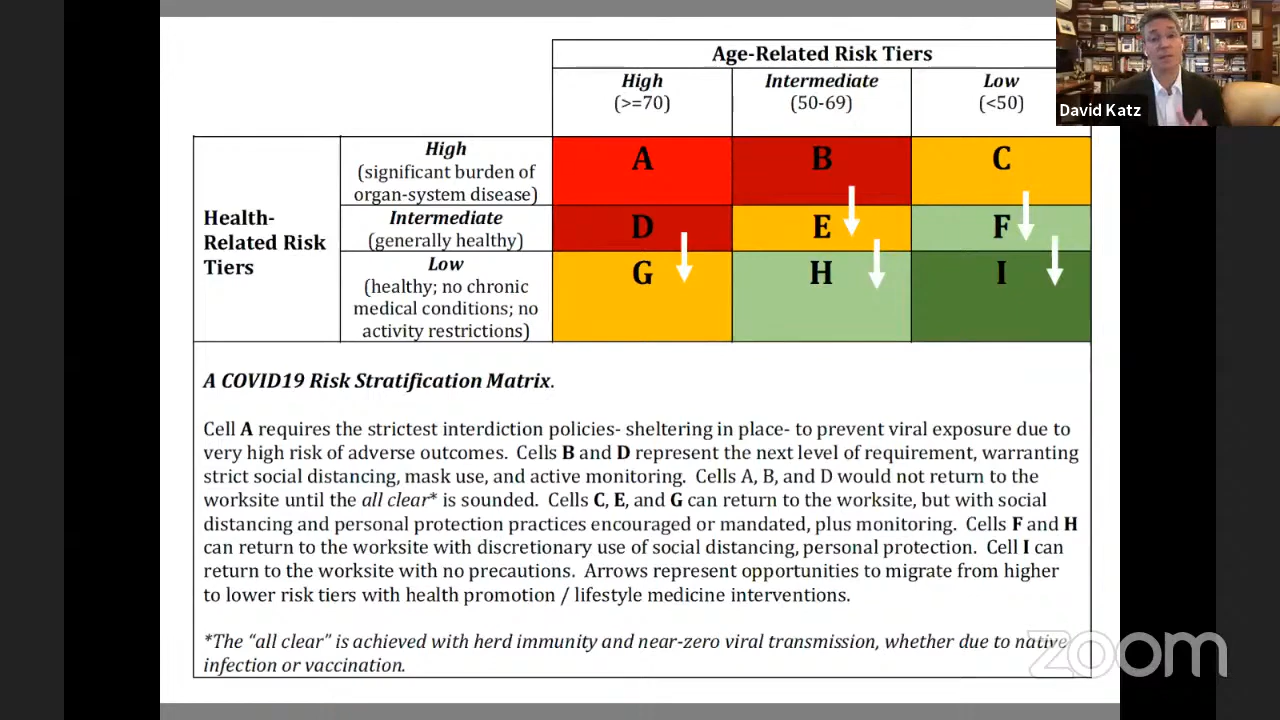 Age-Related Risk Tiers
High
(>=70)
Intermediate
(50-69)
Low
(<50)
David Katz
Health-
Related Risk
Tiers
High
(significant burden of
organ-system disease)
A
B
C
Intermediate
(generally healthy)
D
E
F
Low
(healthy; no chronic
medical conditions; no
activity restrictions)
G
H
I
A COVID19 Risk Stratification Matrix.
Cell A requires the strictest interdiction policies- sheltering in place- to prevent viral exposure due to
very high risk of adverse outcomes. Cells B and D represent the next level of requirement, warranting
strict social distancing, mask use, and active monitoring. Cells A, B, and D would not return to the
worksite until the all clear* is sounded. Cells C, E, and G can return to the worksite, but with social
distancing and personal protection practices encouraged or mandated, plus monitoring. Cells F and H
can return to the worksite with discretionary use of social distancing, personal protection. Cell I can
return to the worksite with no precautions. Arrows represent opportunities to migrate from higher
to lower risk tiers with health promotion / lifestyle medicine interventions.
*The “all clear” is achieved with herd immunity and near-zero viral transmission, whether due to native
infection or vaccination.
zoom